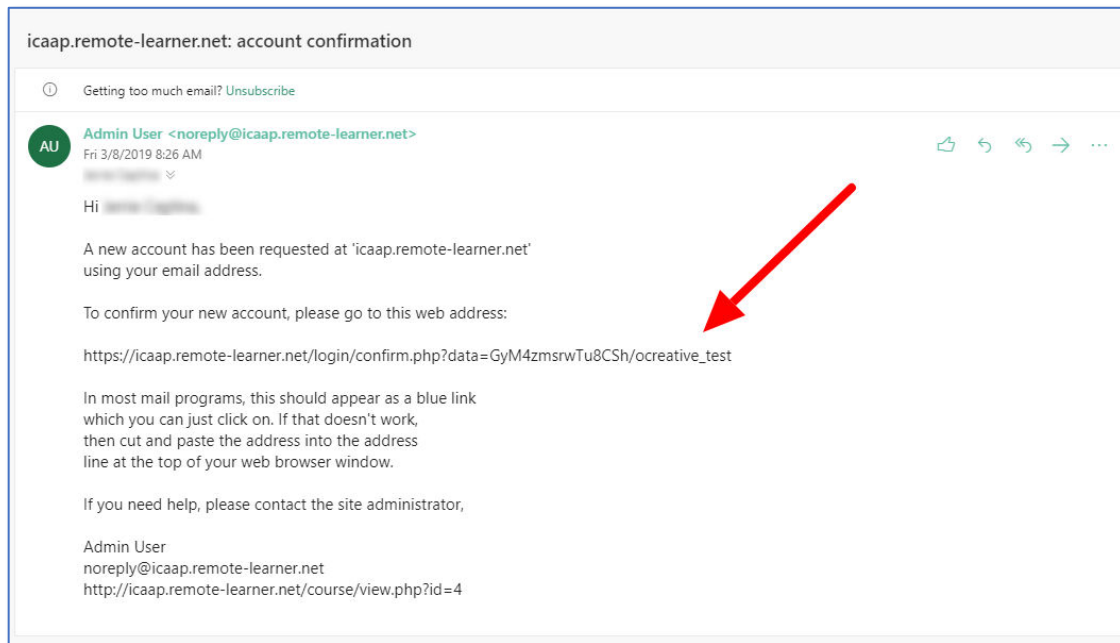 icaap.remote-learner.net: account confirmation
Getting too much email? Unsubscribe
AU
Admin User <noreply@icaap.remote-learner.net>
Fri 3/8/2019 8:26 AM
Hi
A new account has been requested at 'icaap.remote-learner.net'
using your email address.
To confirm your new account, please go to this web address:
https://icaap.remote-learner.net/login/confirm.php?data=GyM4zmsrwTu8CSh/ocreative_test
In most mail programs, this should appear as a blue link
which you can just click on. If that doesn't work,
then cut and paste the address into the address
line at the top of your web browser window.
If you need help, please contact the site administrator,
Admin User
noreply@icaap.remote-learner.net
http://icaap.remote-learner.net/course/view.php?id=4